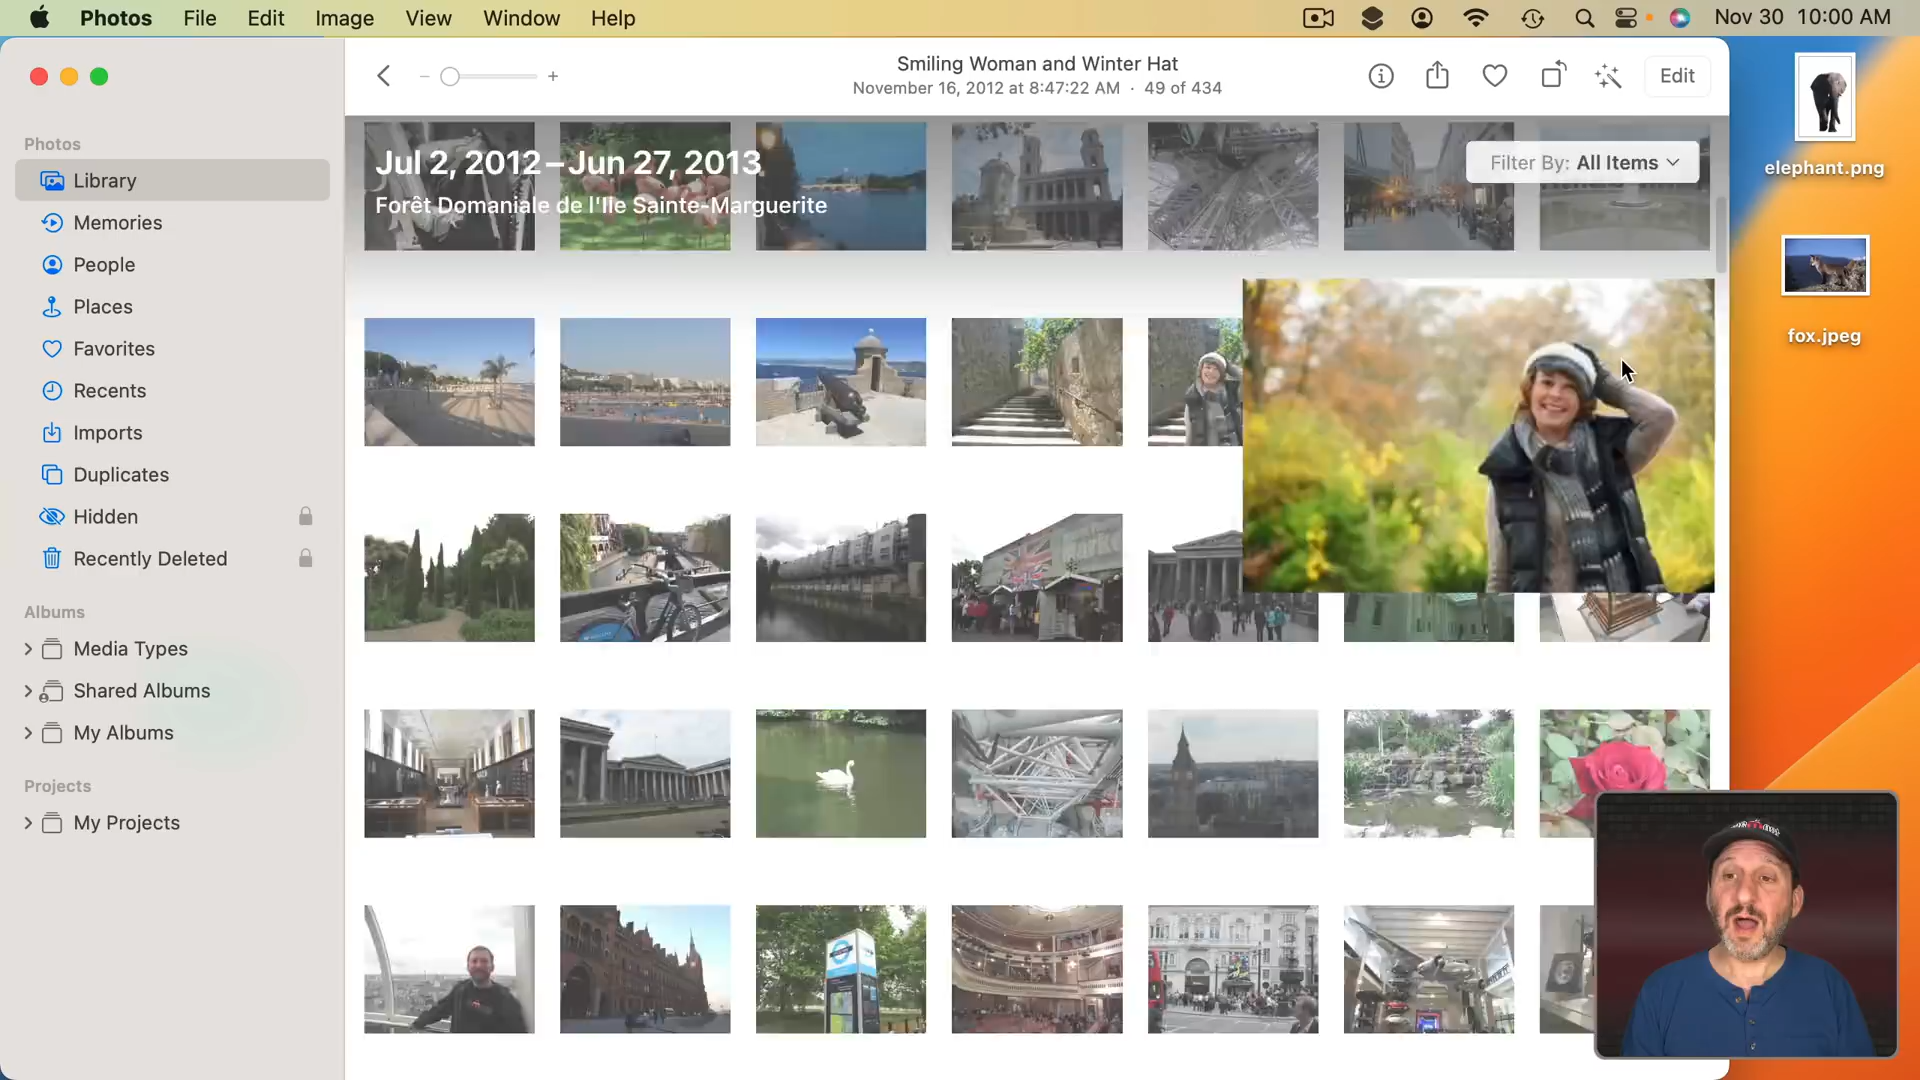 Photos File Edit Image View Window Help Nov 30 10:00 AM
Smiling Woman and Winter Hat
November 16, 2012 at 8:47:22 AM · 49 of 434
Edit
Photos
Library
Memories
People
Places
Favorites
Recents
Imports
Duplicates
Hidden
Recently Deleted
Albums
Media Types
Shared Albums
My Albums
Projects
My Projects
Jul 2, 2012–Jun 27, 2013
Forêt Domaniale de l'Ile Sainte-Marguerite
Filter By: All Items
elephant.png
fox.jpeg